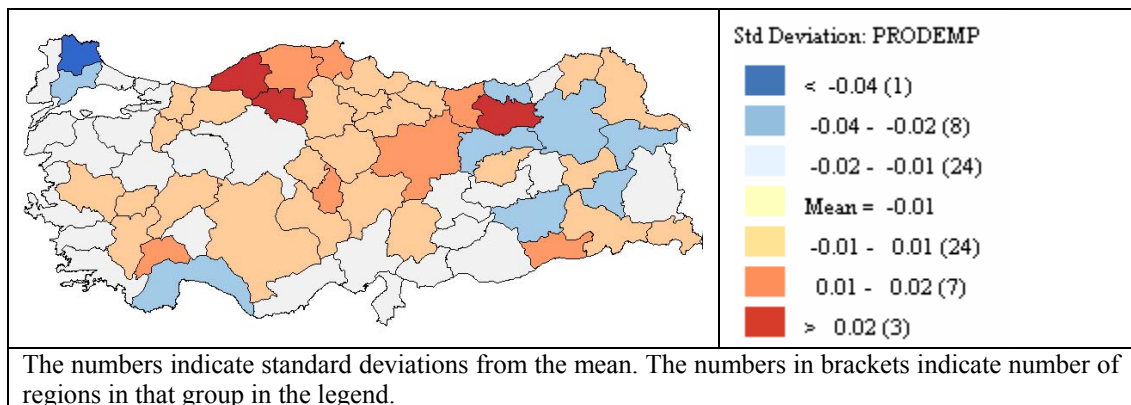 Std Deviation: PRODEMP
< -0.04 (1)
-0.04 - -0.02 (8)
-0.02 - -0.01 (24)
Mean = -0.01
-0.01 - 0.01 (24)
0.01 - 0.02 (7)
> 0.02 (3)
The numbers indicate standard deviations from the mean. The numbers in brackets indicate number of
regions in that group in the legend.